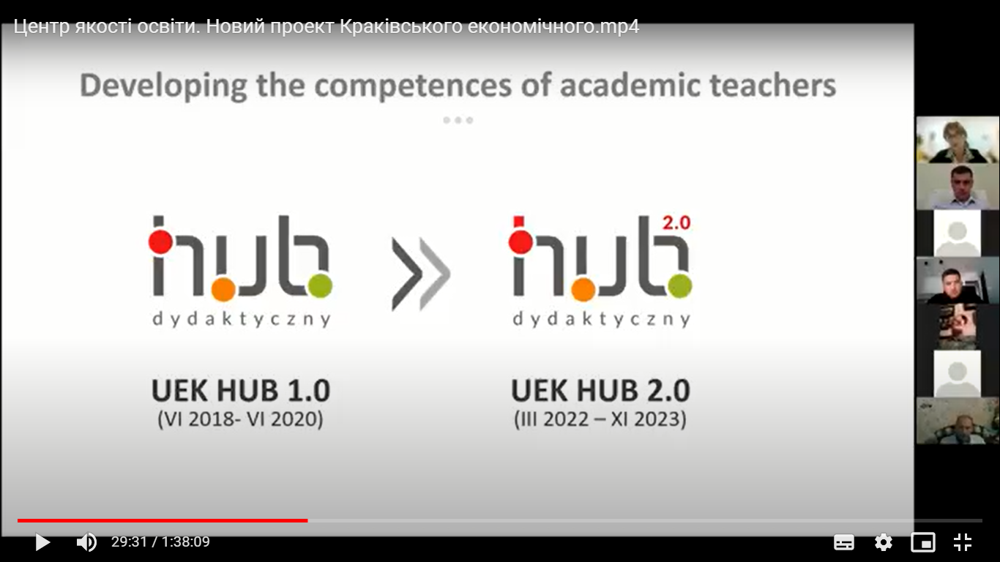 Центр якості освіти. Новий проект Краківського економічного.mp4
Developing the competences of academic teachers
hub
dydaktyczny
hub 2.0
dydaktyczny
UEK HUB 1.0
(VI 2018- VI 2020)
UEK HUB 2.0
(III 2022 – XI 2023)
29:31 / 1:38:09